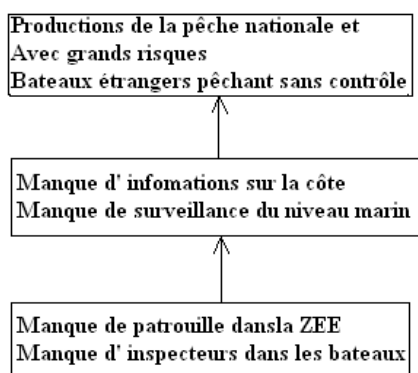 Productions de la pêche nationale et
Avec grands risques
Bateaux étrangers pêchant sans contrôle
Manque d' infomations sur la côte
Manque de surveillance du niveau marin
Manque de patrouille dansla ZEE
Manque d' inspecteurs dans les bateaux